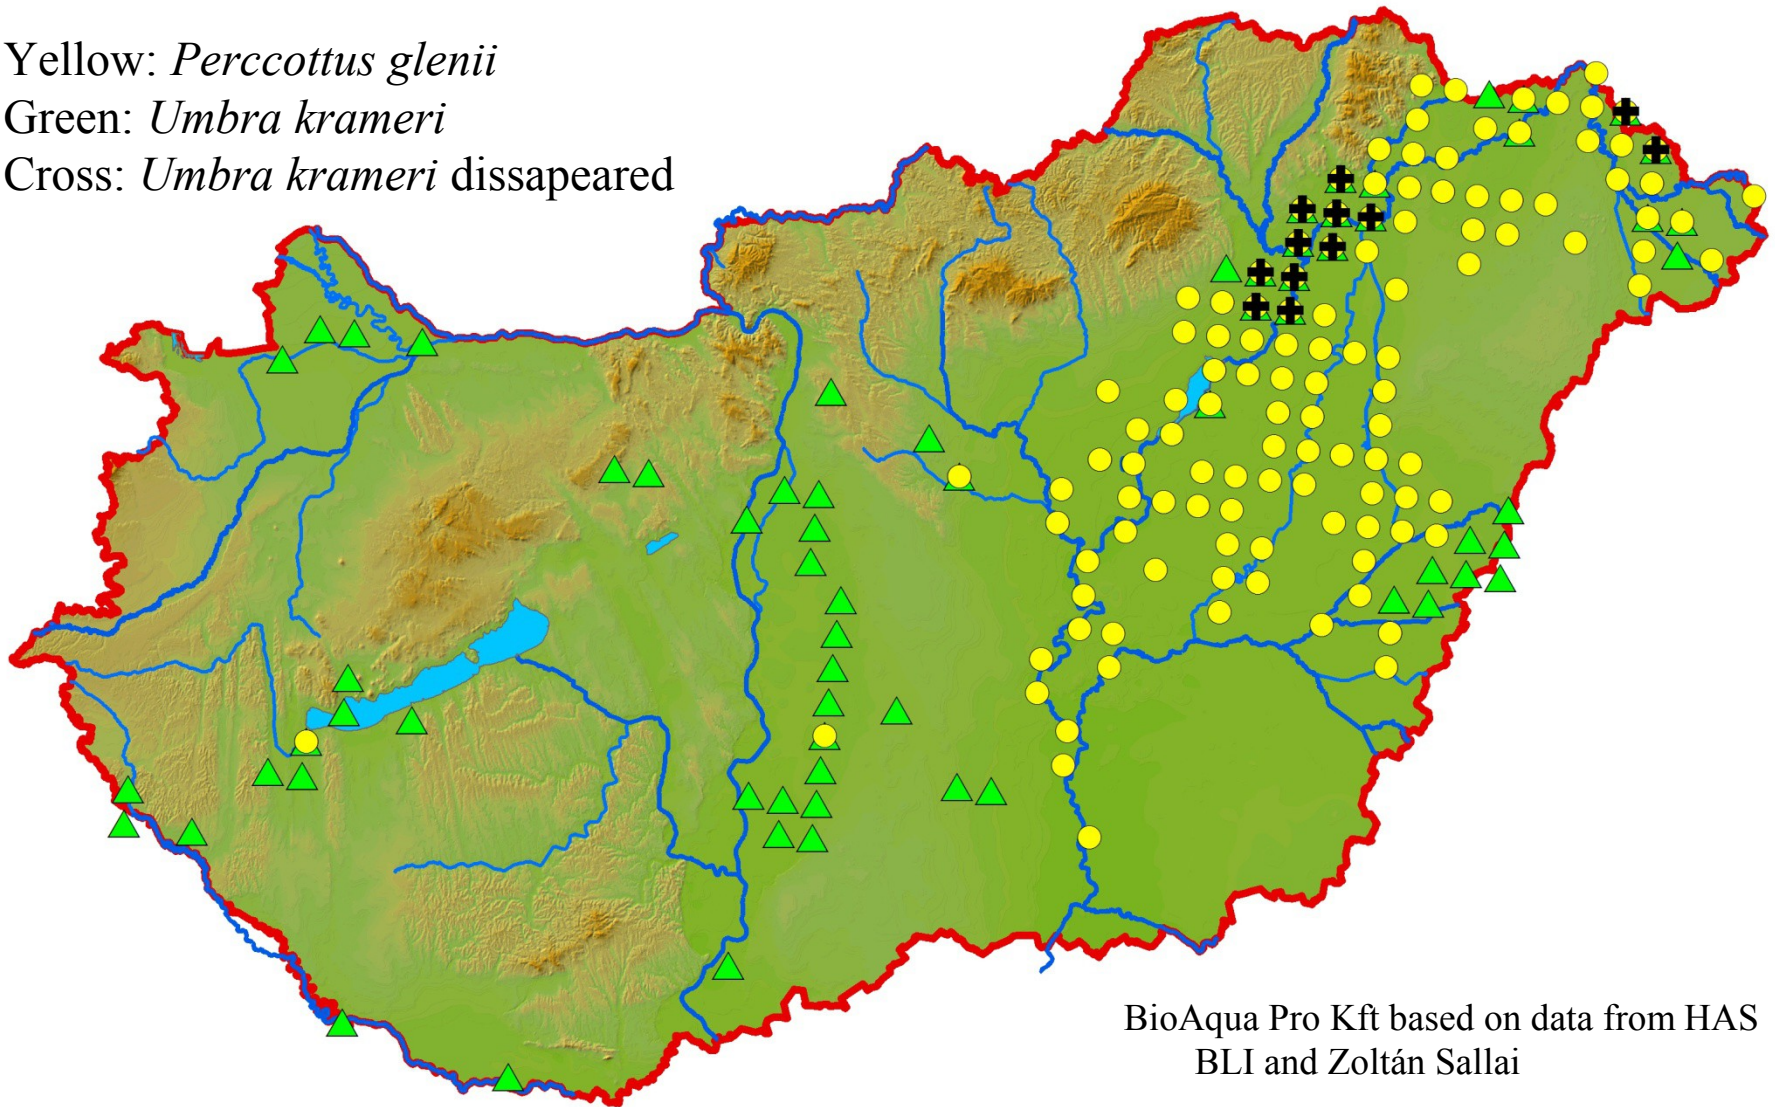 Yellow: Perccottus glenii
Green: Umbra krameri
Cross: Umbra krameri dissapeared
BioAqua Pro Kft based on data from HAS
BLI and Zoltán Sallai